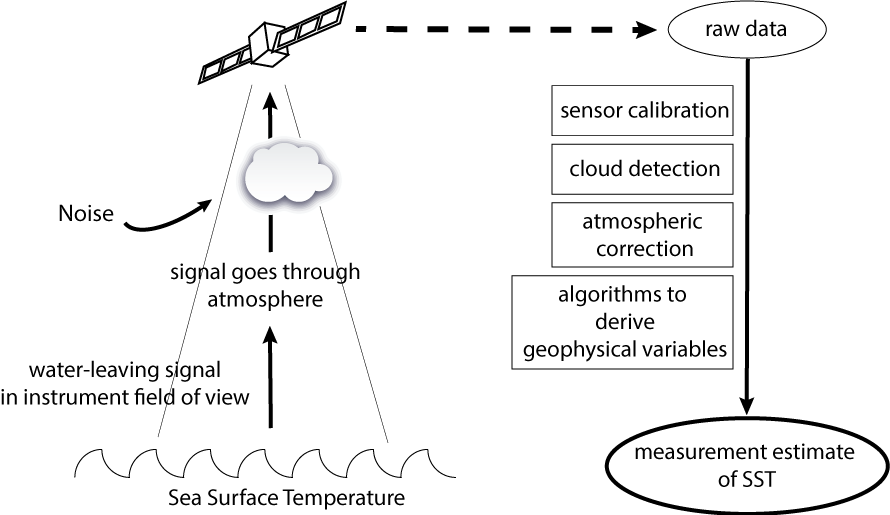 raw data
sensor calibration
cloud detection
atmospheric
correction
algorithms to
derive
geophysical variables
measurement estimate
of SST
Noise
signal goes through
atmosphere
water-leaving signal
in instrument field of view
Sea Surface Temperature